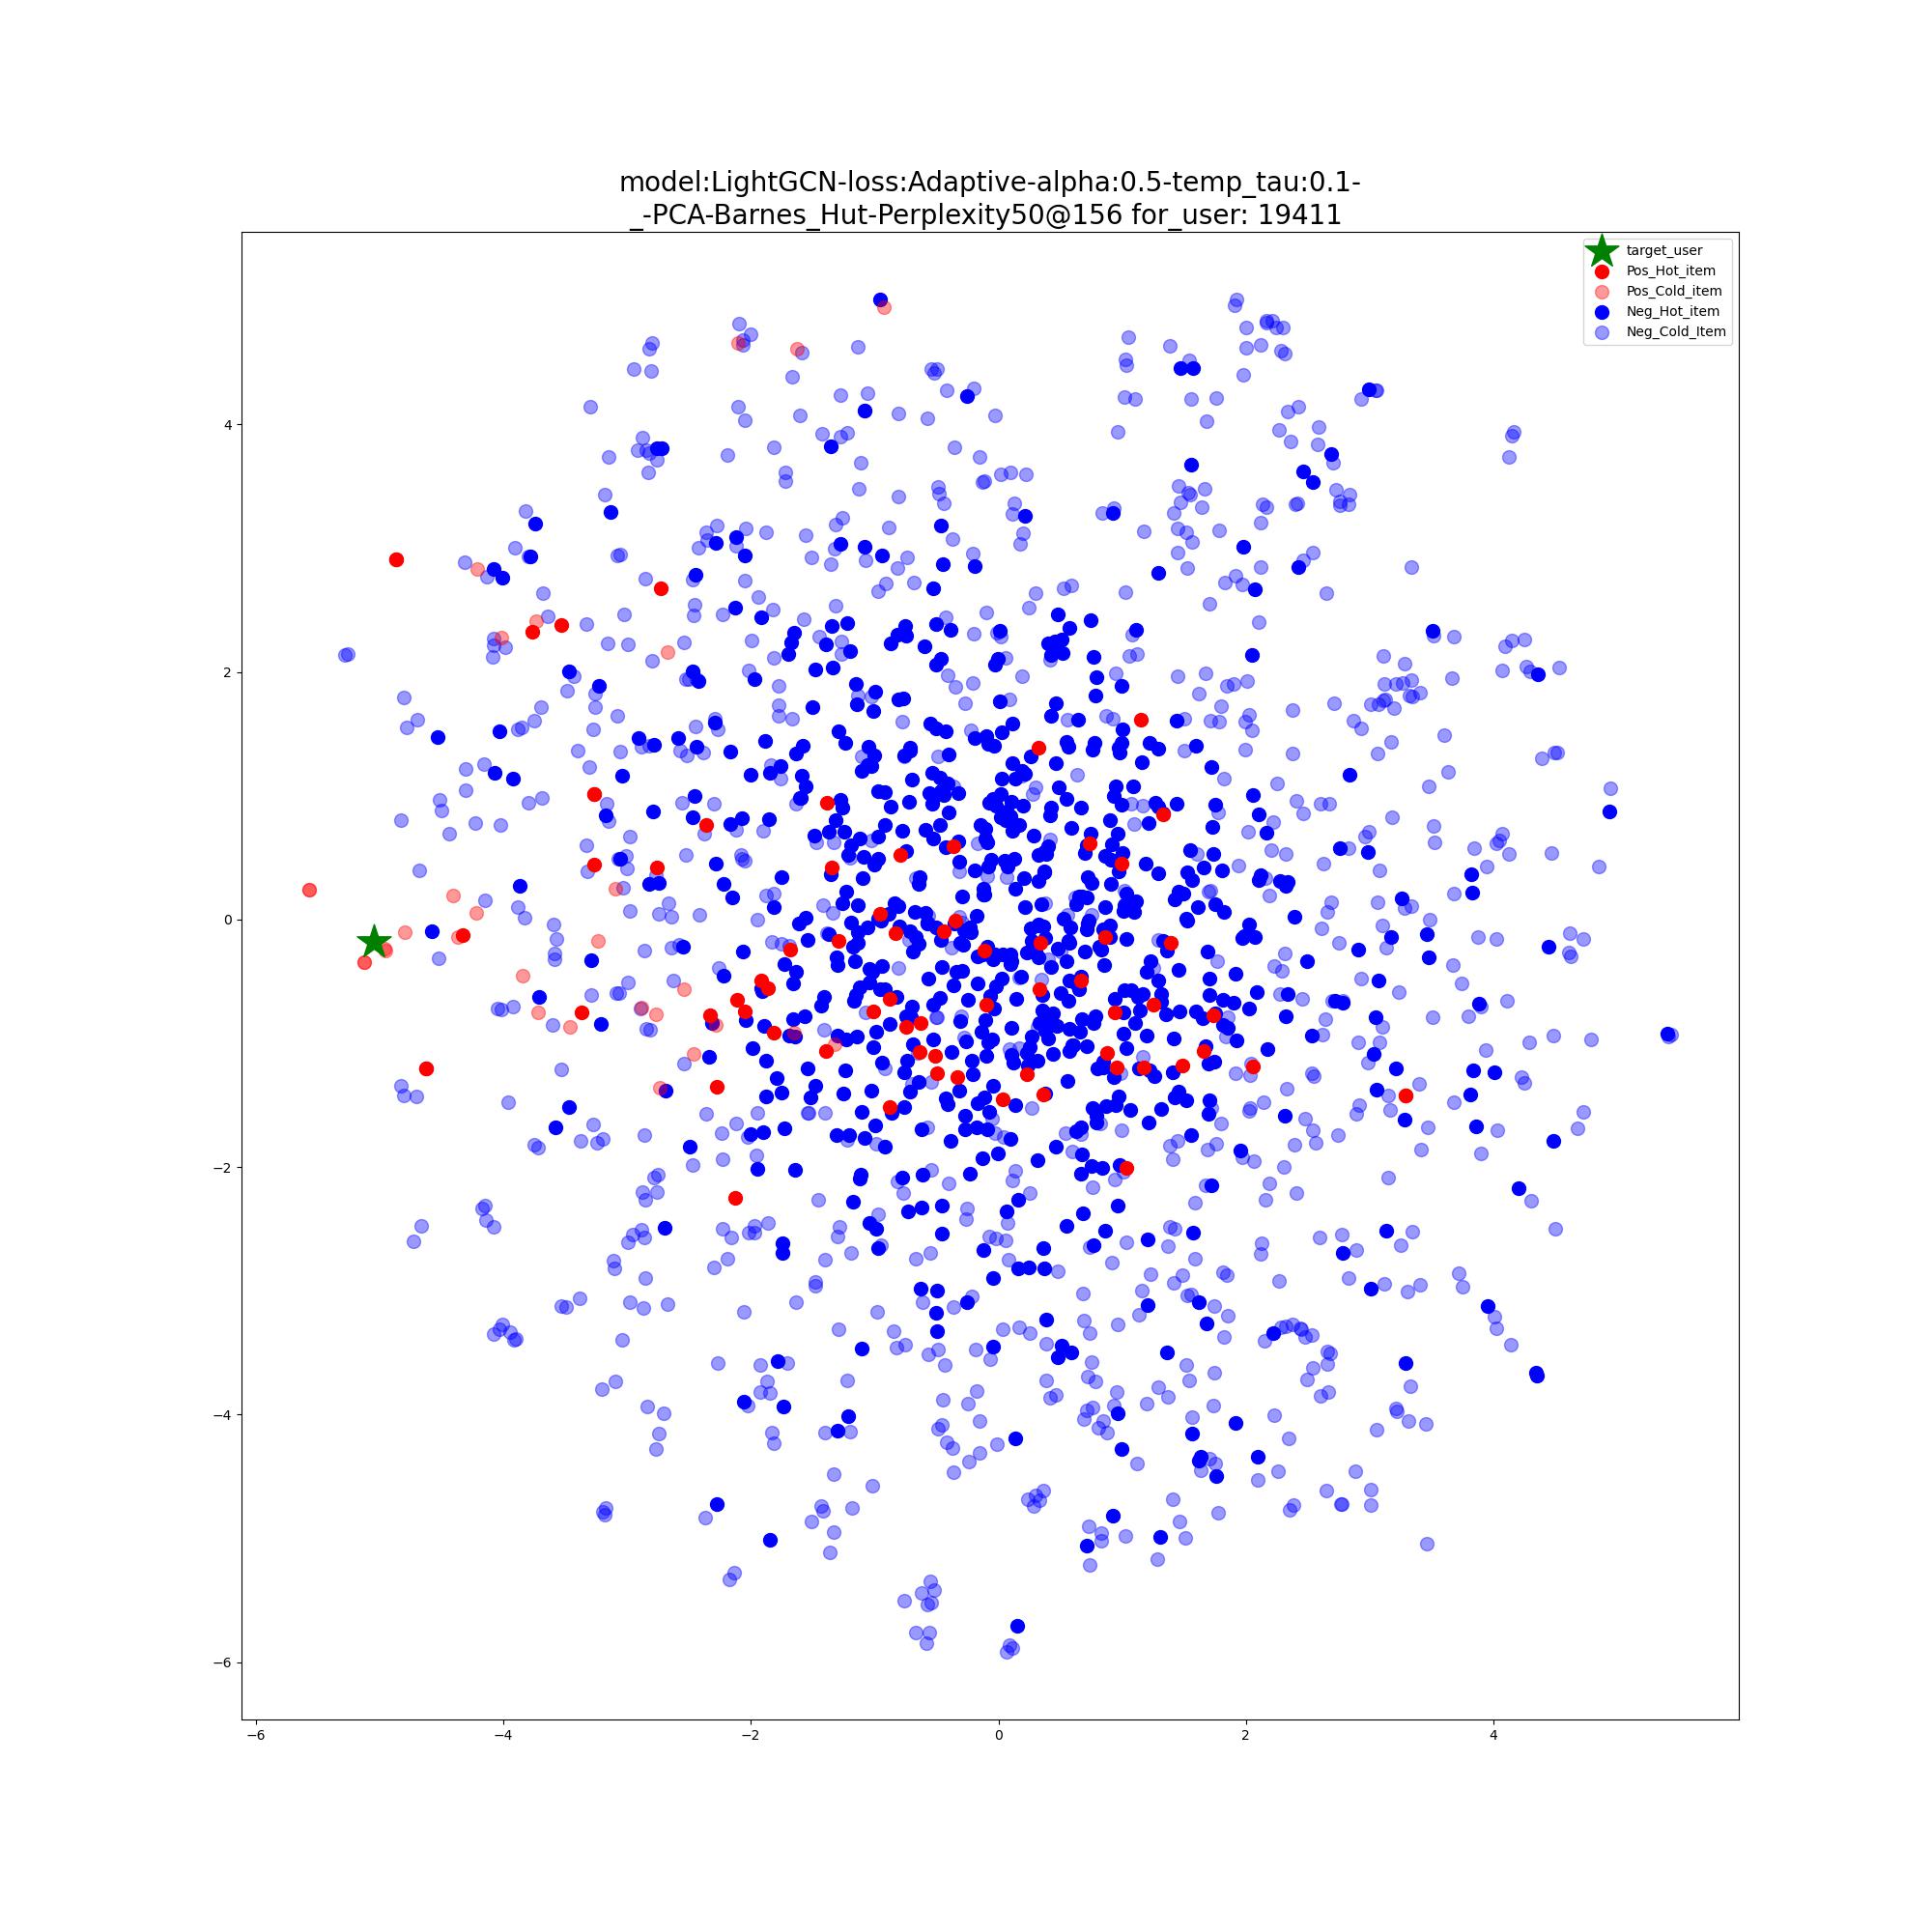 model:LightGCN-loss:Adaptive-alpha:0.5-temp_tau:0.1-
_-PCA-Barnes_Hut-Perplexity50@156 for_user: 19411
target_user
Pos_Hot_item
Pos_Cold_item
Neg_Hot_item
Neg_Cold_Item
4
2
0
−2
−4
−6
−6
−4
−2
0
2
4